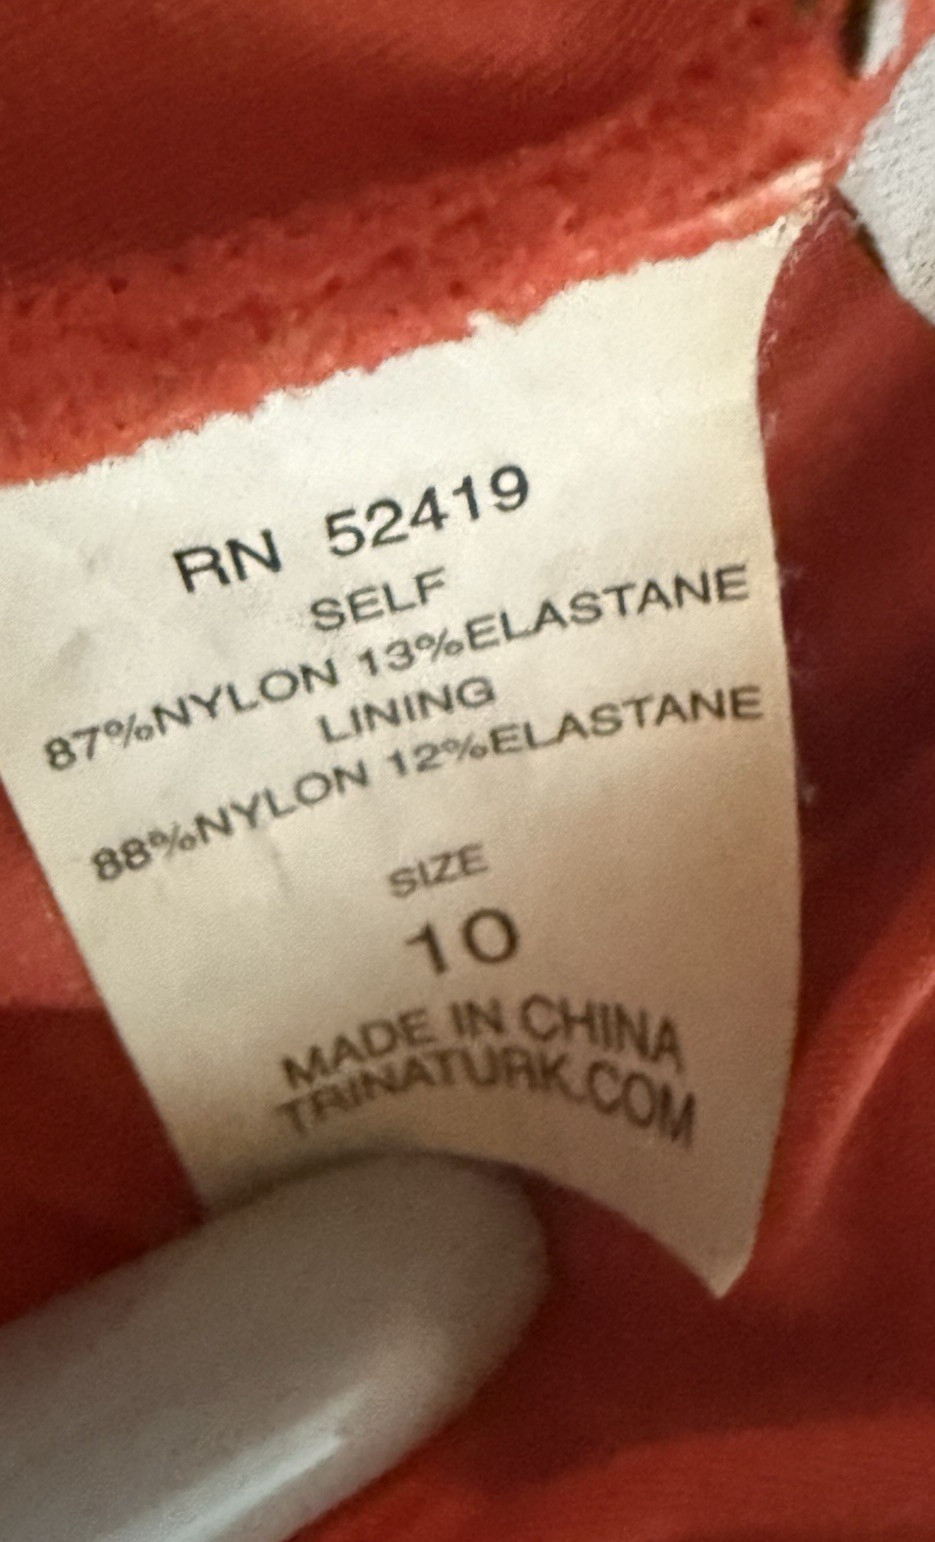 RN 52419
SELF
87%NYLON 13%ELASTANE
LINING
88%NYLON 12%ELASTANE
SIZE
10
MADE IN CHINA
TRINATURK.COM